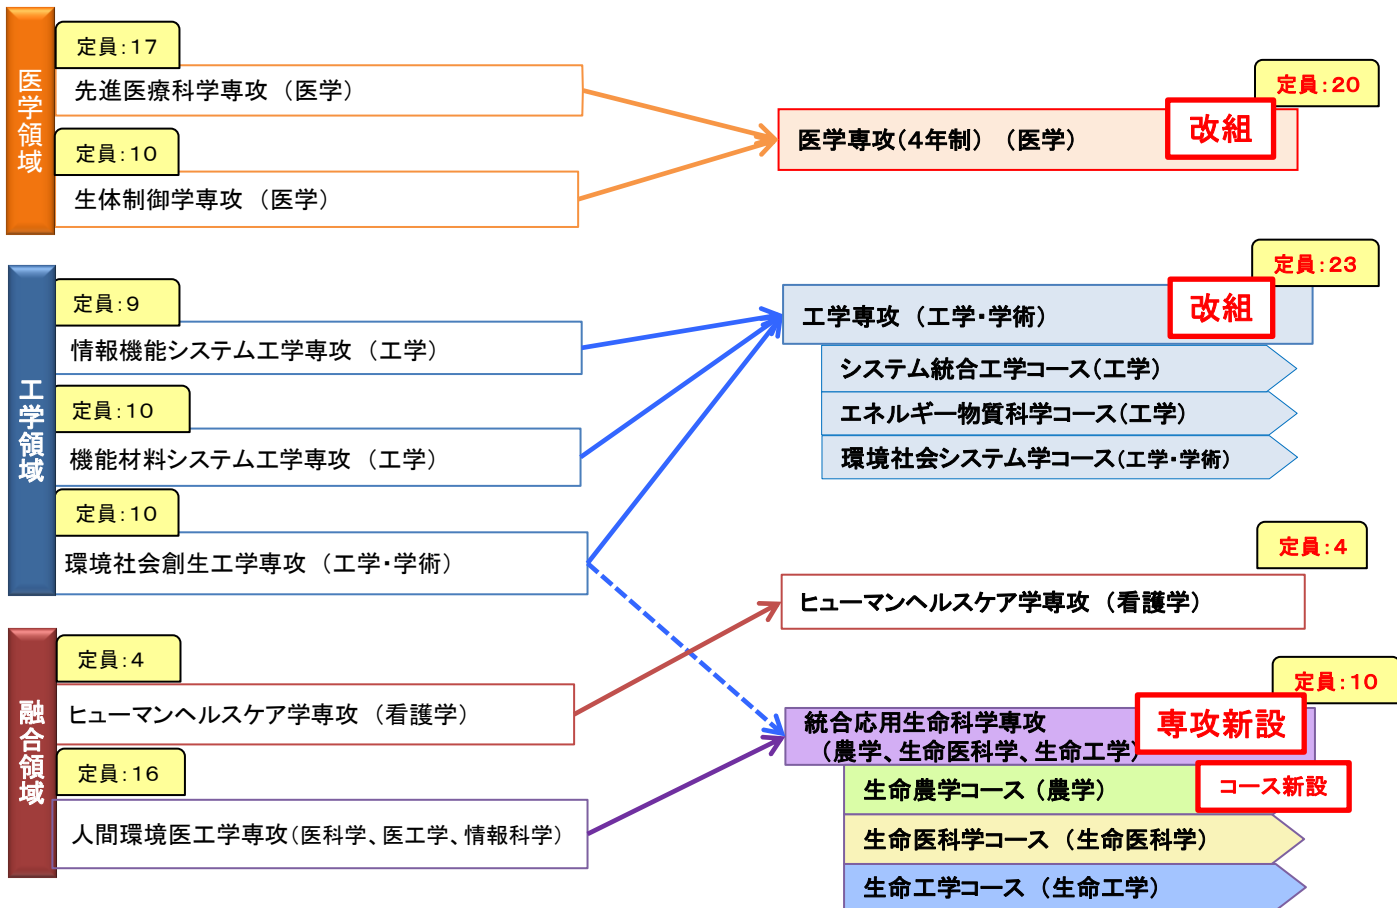 医学領域
定員:17
先進医療科学専攻 (医学)
定員:10
生体制御学専攻 (医学)
定員:20
医学専攻(4年制) (医学)
改組
工学領域
定員:9
情報機能システム工学専攻 (工学)
定員:10
機能材料システム工学専攻 (工学)
定員:10
環境社会創生工学専攻 (工学・学術)
定員:23
工学専攻 (工学・学術)
改組
システム統合工学コース(工学)
エネルギー物質科学コース(工学)
環境社会システム学コース(工学・学術)
融合領域
定員:4
ヒューマンヘルスケア学専攻 (看護学)
定員:16
人間環境医工学専攻(医科学、医工学、情報科学)
定員:4
ヒューマンヘルスケア学専攻 (看護学)
定員:10
統合応用生命科学専攻
(農学、生命医科学、生命工学)
専攻新設
生命農学コース (農学)
コース新設
生命医科学コース (生命医科学)
生命工学コース (生命工学)